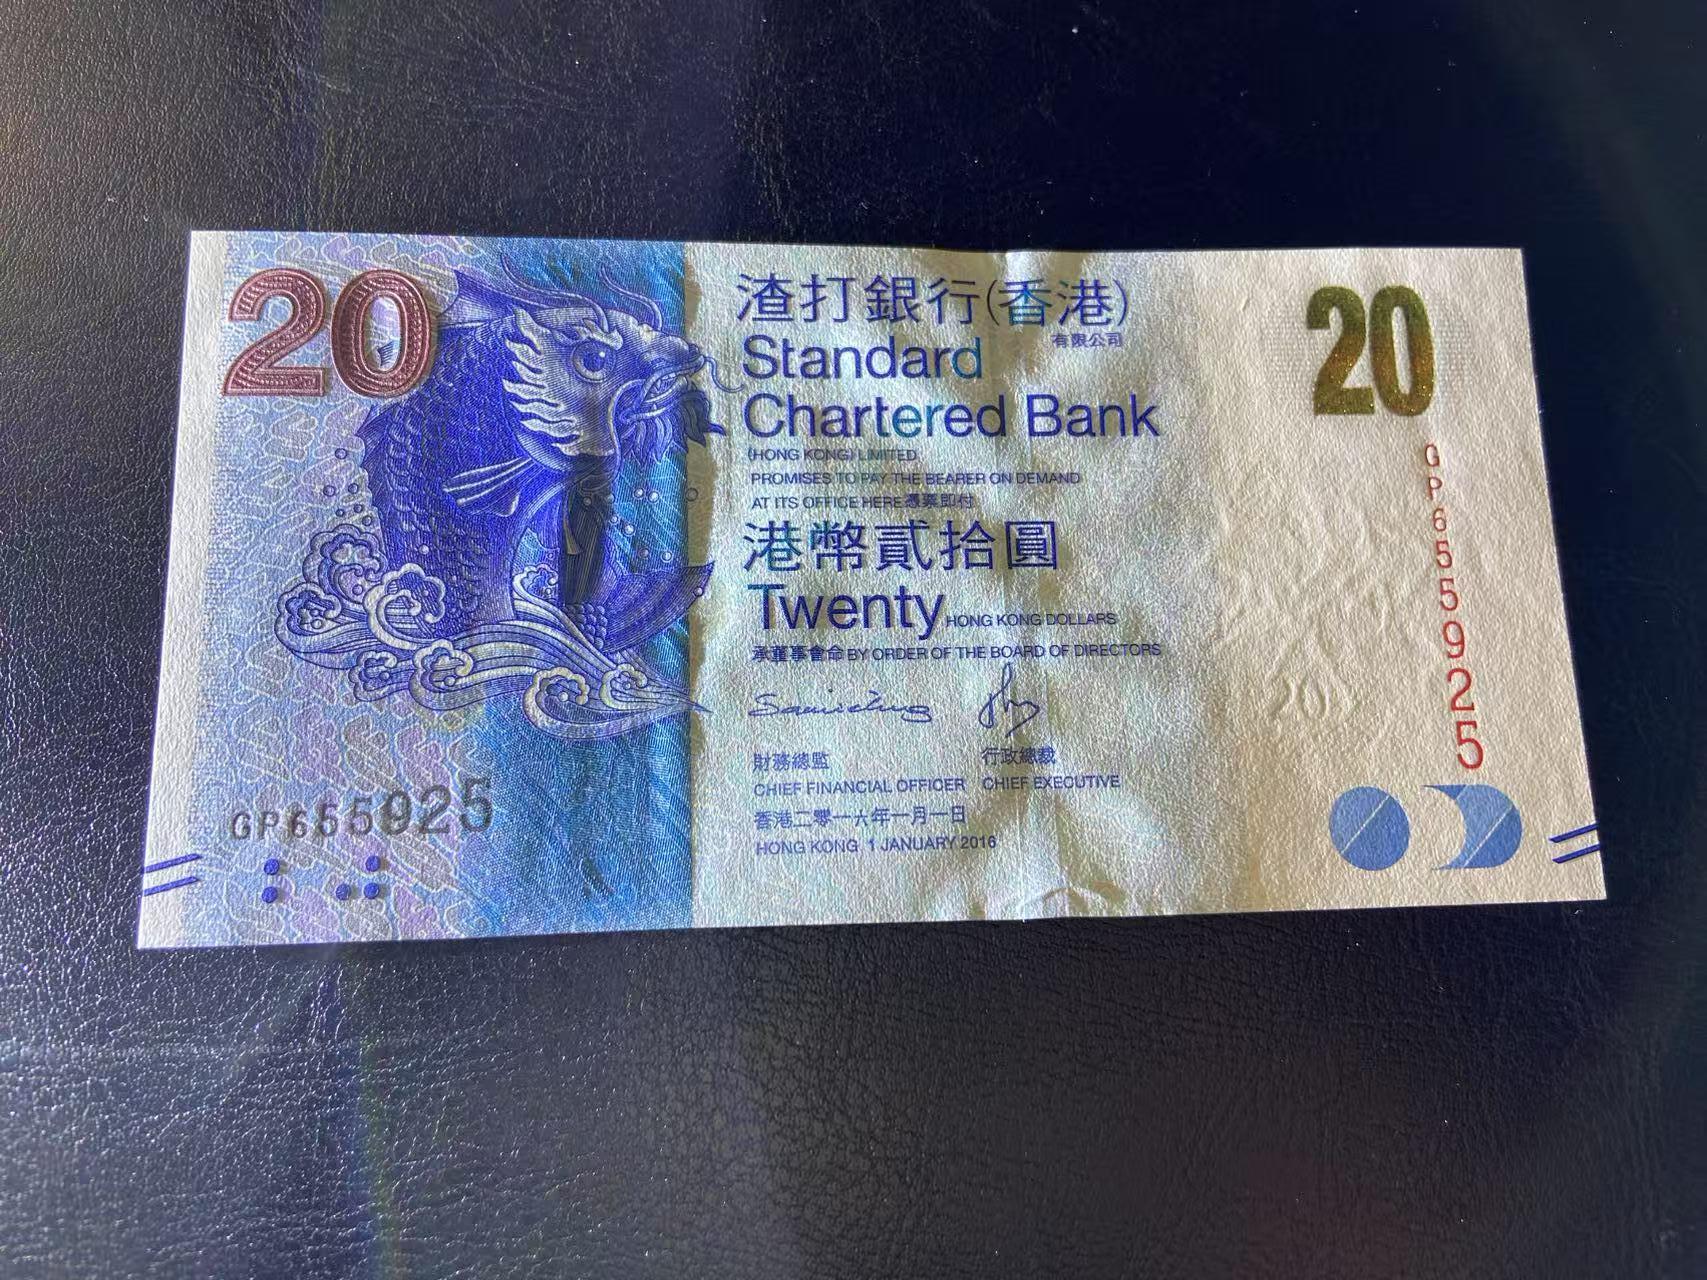 20
渣打銀行(香港)
有限公司
20
Standard
Chartered Bank
(HONG KONG) LIMITED
PROMISES TO PAY THE BEARER ON DEMAND
AT ITS OFFICE HERE 憑票即付
港幣貳拾圓
Twenty HONG KONG DOLLARS
承董事會命 BY ORDER OF THE BOARD OF DIRECTORS
財務總監 行政總裁
CHIEF FINANCIAL OFFICER CHIEF EXECUTIVE
香港二零一六年一月一日
HONG KONG 1 JANUARY 2016
GP655925
GP655925